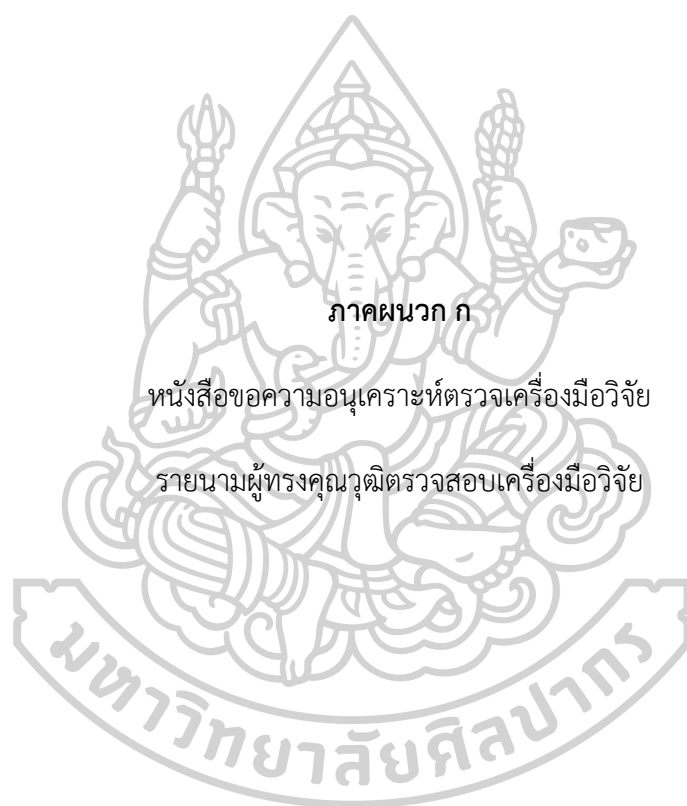 ภาคผนวก ก
หนังสือขอความอนุเคราะห์ตรวจเครื่องมือวิจัย
รายนามผู้ทรงคุณวุฒิตรวจสอบเครื่องมือวิจัย
มหาวิทยาลัยศิลปากร